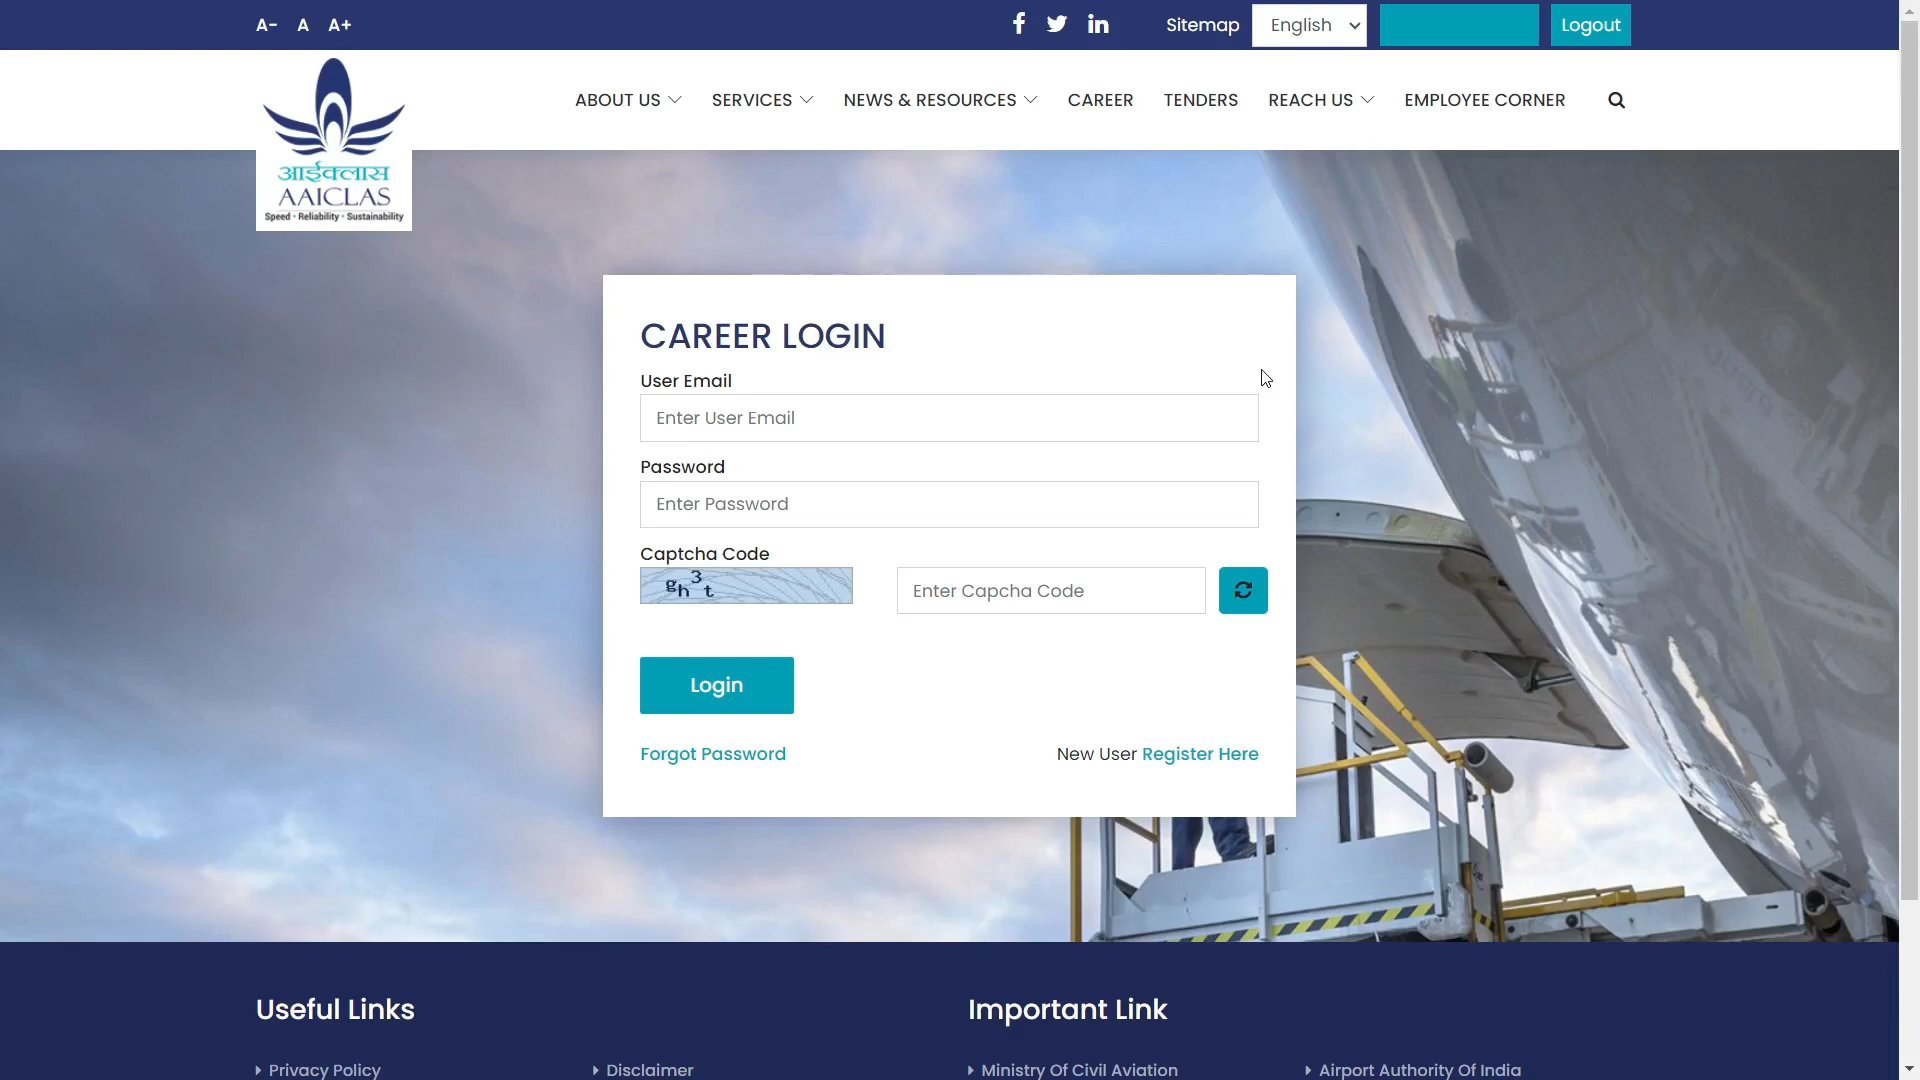 A- A A+
Sitemap English Logout
आईक्लास
AAICLAS
Speed • Reliability • Sustainability
ABOUT US SERVICES NEWS & RESOURCES CAREER TENDERS REACH US EMPLOYEE CORNER
CAREER LOGIN
User Email
Enter User Email
Password
Enter Password
Captcha Code
gh3t
Enter Capcha Code
Login
Forgot Password
New User Register Here
Useful Links
Important Link
Privacy Policy
Disclaimer
Ministry Of Civil Aviation
Airport Authority Of India